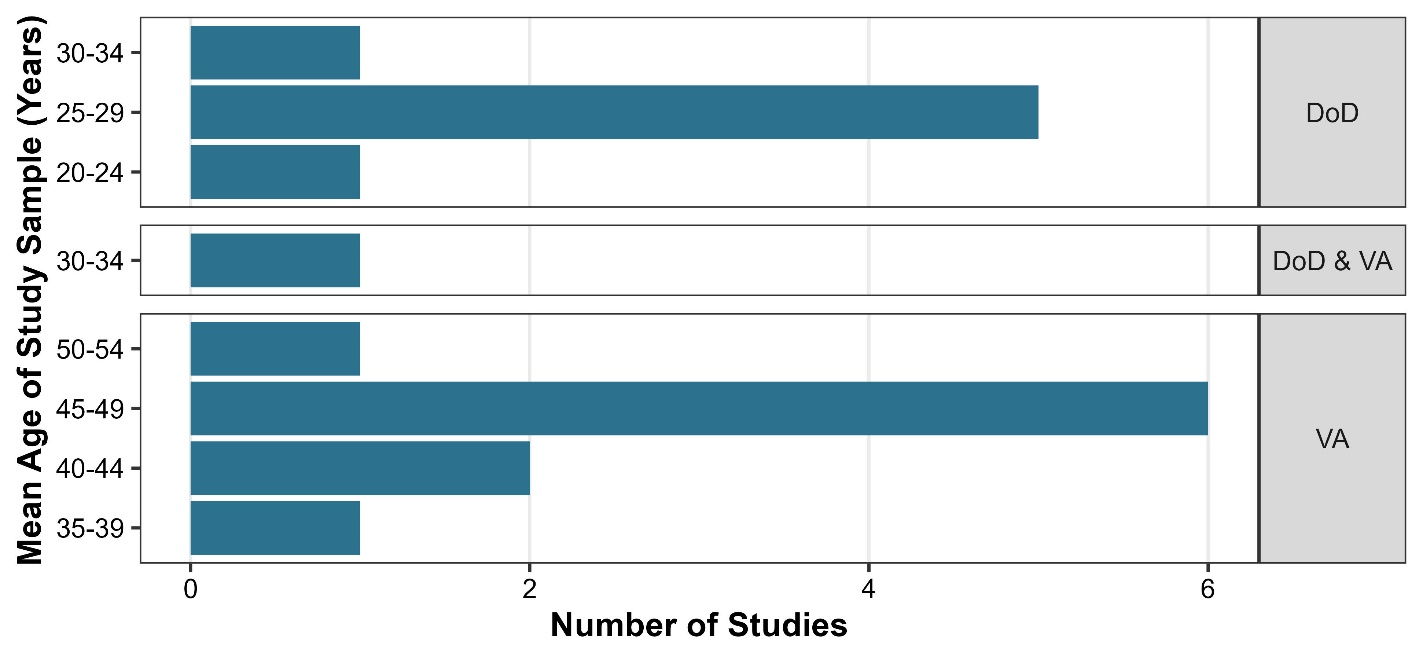 Mean Age of Study Sample (Years)
30-34
25-29
20-24
DoD
30-34
DoD & VA
50-54
45-49
40-44
35-39
VA
0 2 4 6
Number of Studies